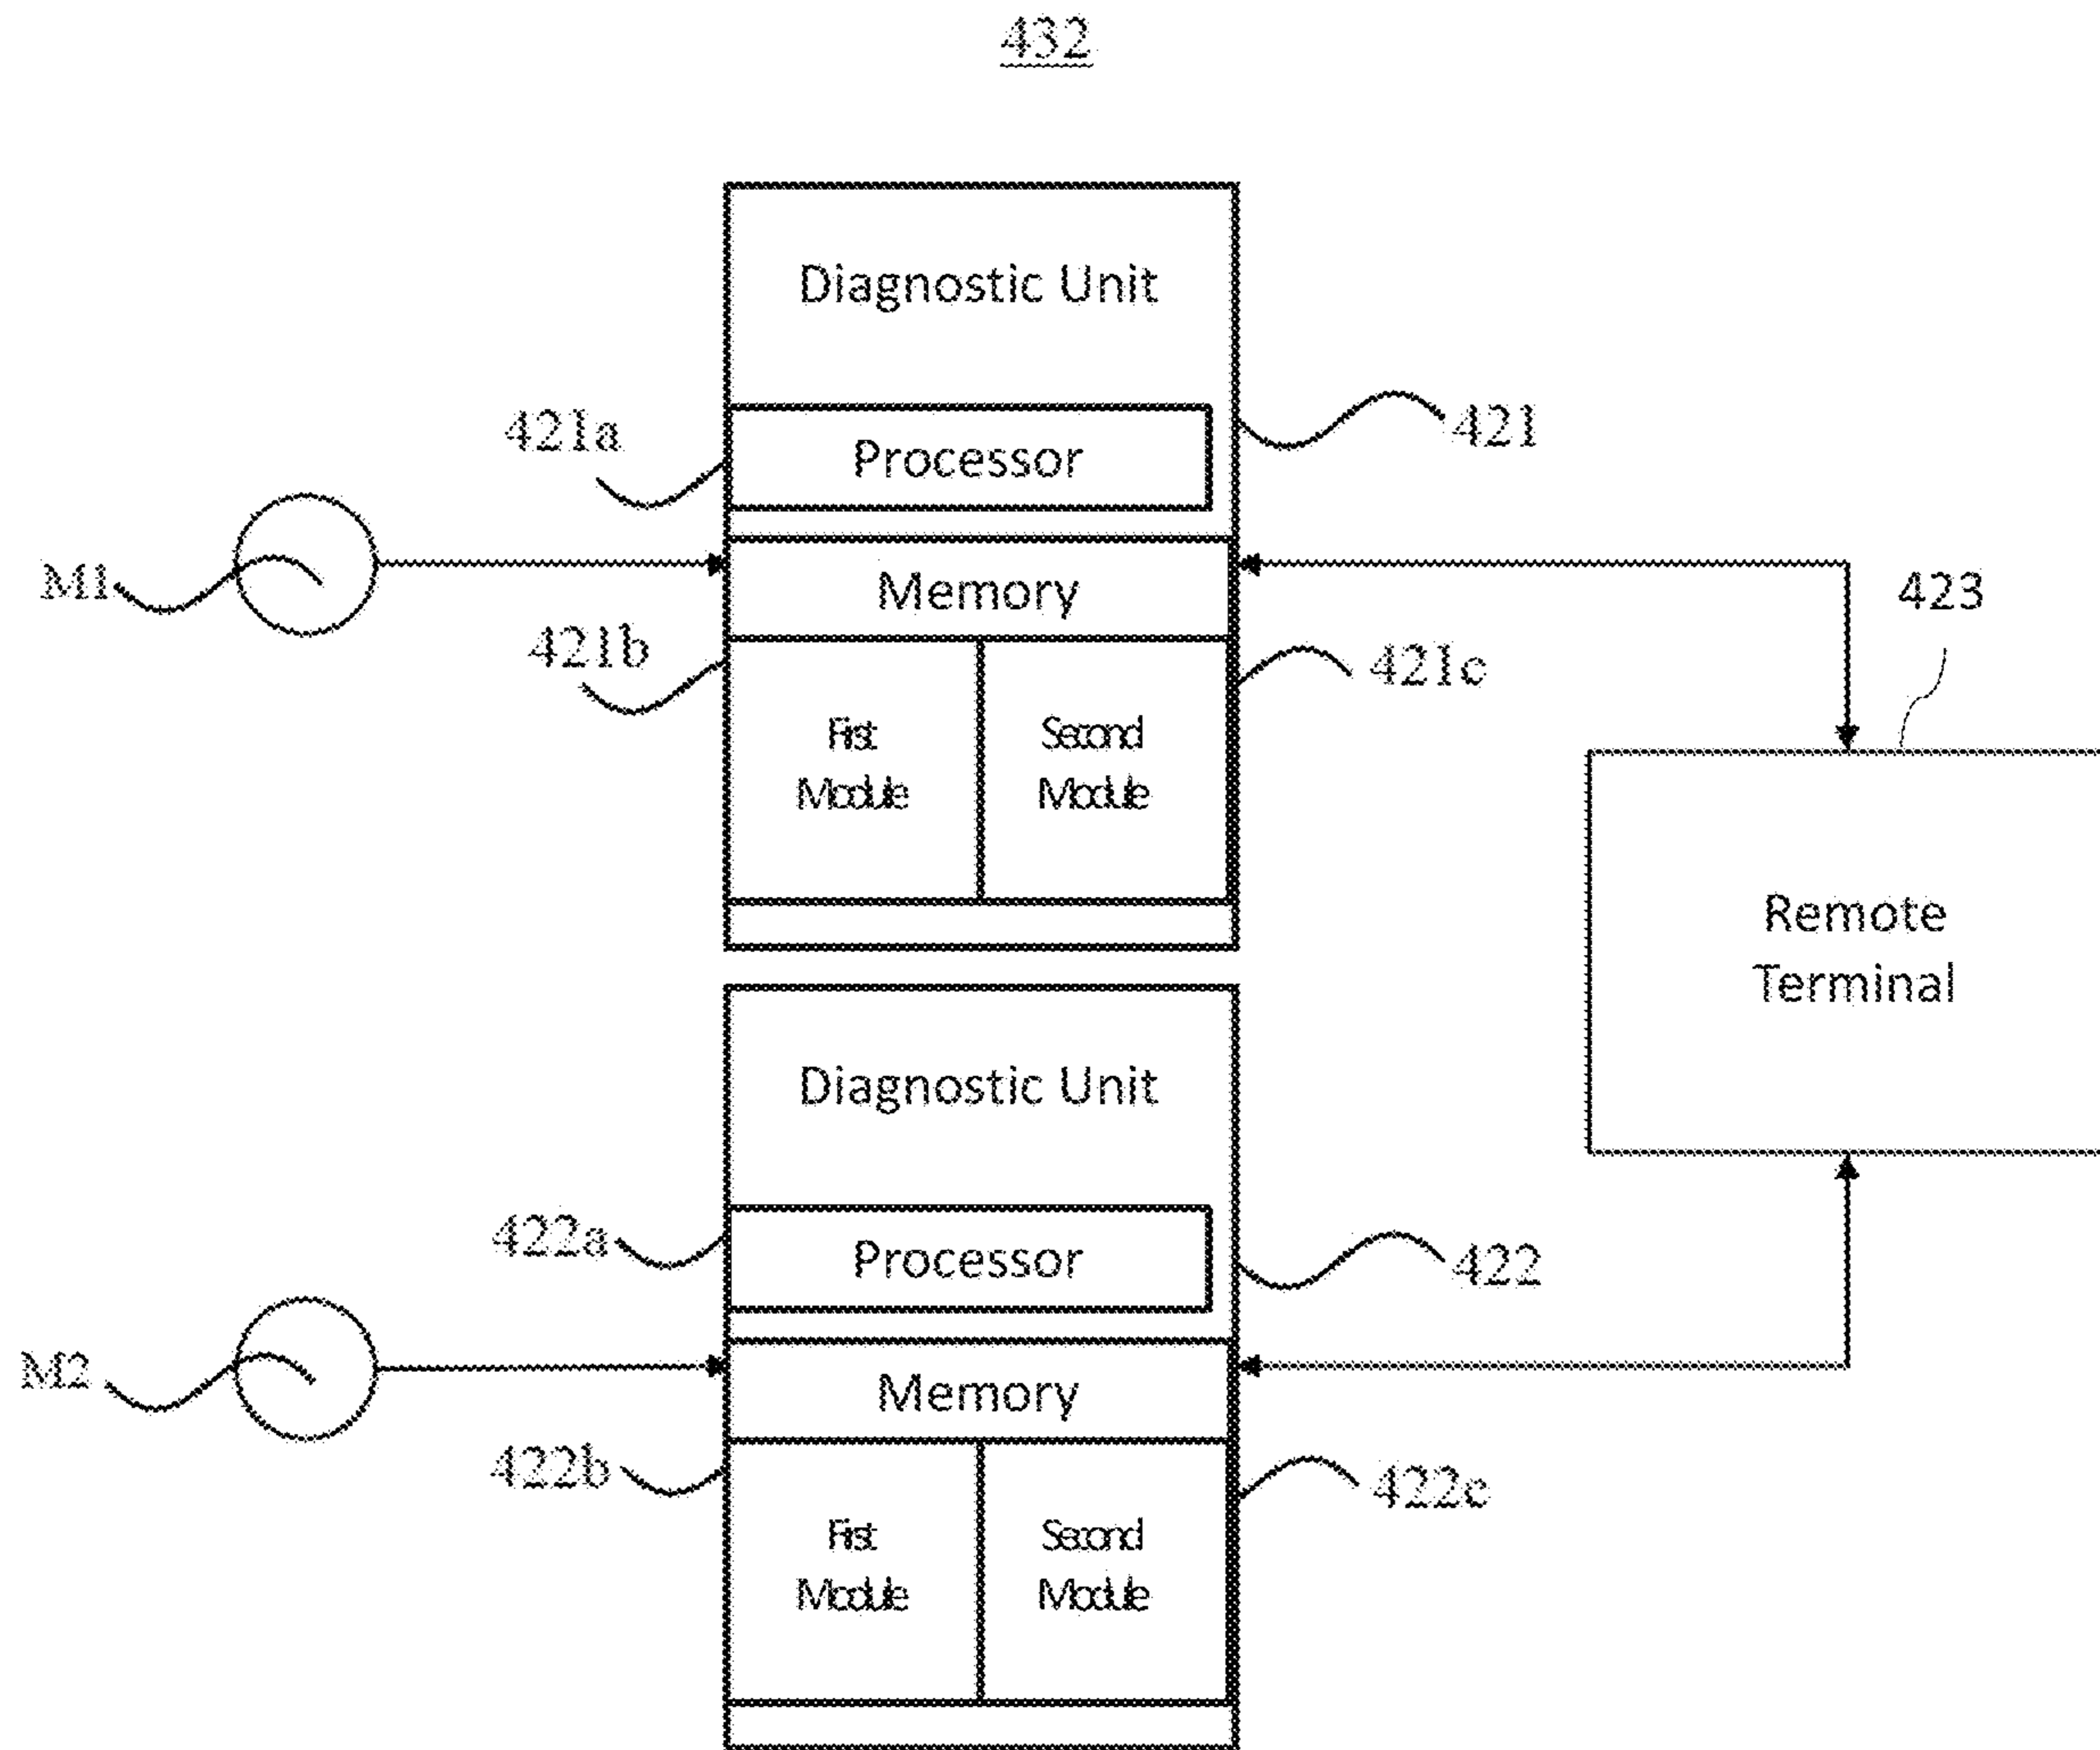 432
Diagnostic Unit
421a
421
Processor
M1
Memory
423
421b
421c
First
Module
Second
Module
Remote
Terminal
Diagnostic Unit
422a
422
Processor
M2
Memory
422b
422c
First
Module
Second
Module